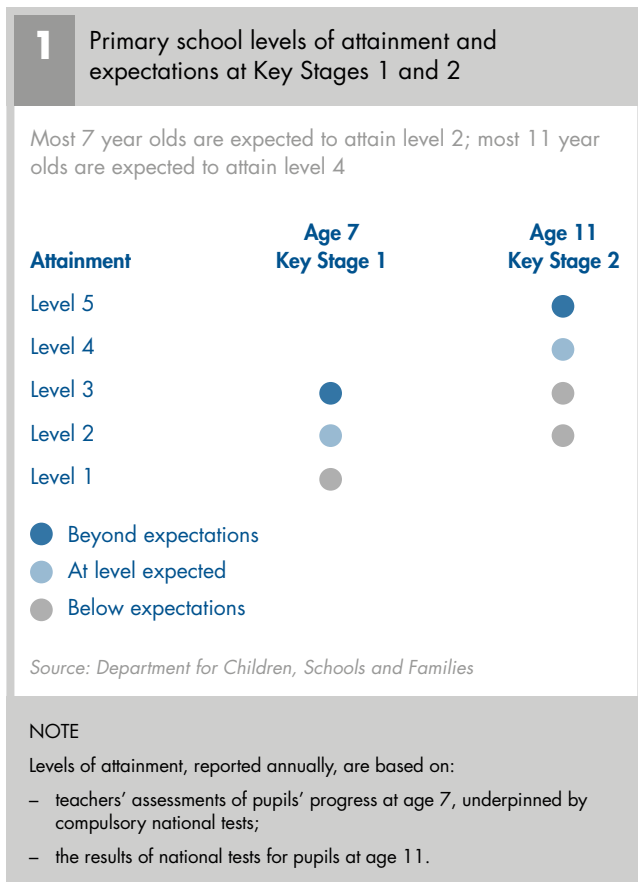 1
Primary school levels of attainment and
expectations at Key Stages 1 and 2
Most 7 year olds are expected to attain level 2; most 11 year
olds are expected to attain level 4
Age 7 Age 11
Attainment Key Stage 1 Key Stage 2
Level 5
Level 4
Level 3
Level 2
Level 1
Beyond expectations
At level expected
Below expectations
Source: Department for Children, Schools and Families
NOTE
Levels of attainment, reported annually, are based on:
– teachers’ assessments of pupils’ progress at age 7, underpinned by
compulsory national tests;
– the results of national tests for pupils at age 11.